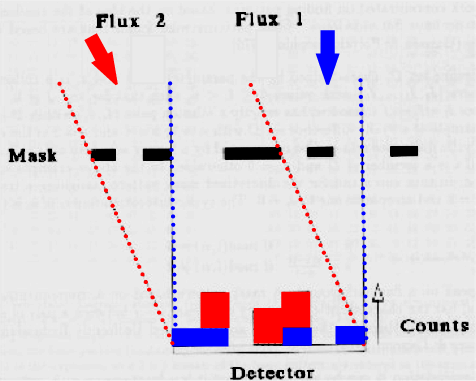 Flux 2
Flux 1
Mask
Counts
Detector